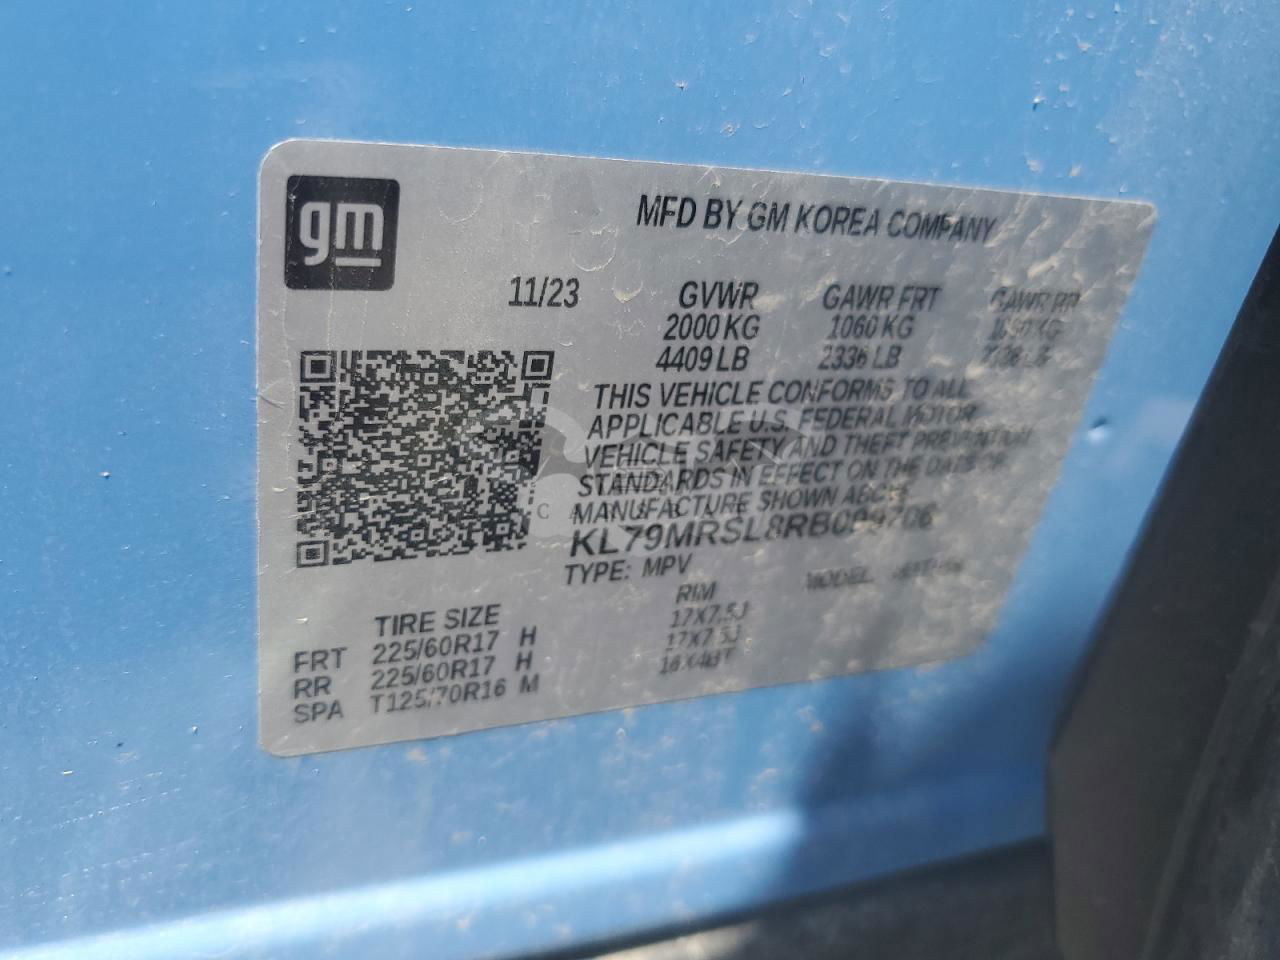 gm
MFD BY GM KOREA COMPANY
11/23 GVWR GAWR FRT GAWR RR
2000 KG 1060 KG
4409 LB 2336 LB
THIS VEHICLE CONFORMS TO ALL
APPLICABLE U.S. FEDERAL MOTOR
VEHICLE SAFETY AND THEFT PREVENTION
STANDARDS IN EFFECT ON THE DATE OF
MANUFACTURE SHOWN ABOVE
TYPE: MPV MODEL:
TIRE SIZE RIM
FRT 225/60R17 H 17X7.5J
RR 225/60R17 H 17X7.5J
SPA T125/70R16 M 16X4BT